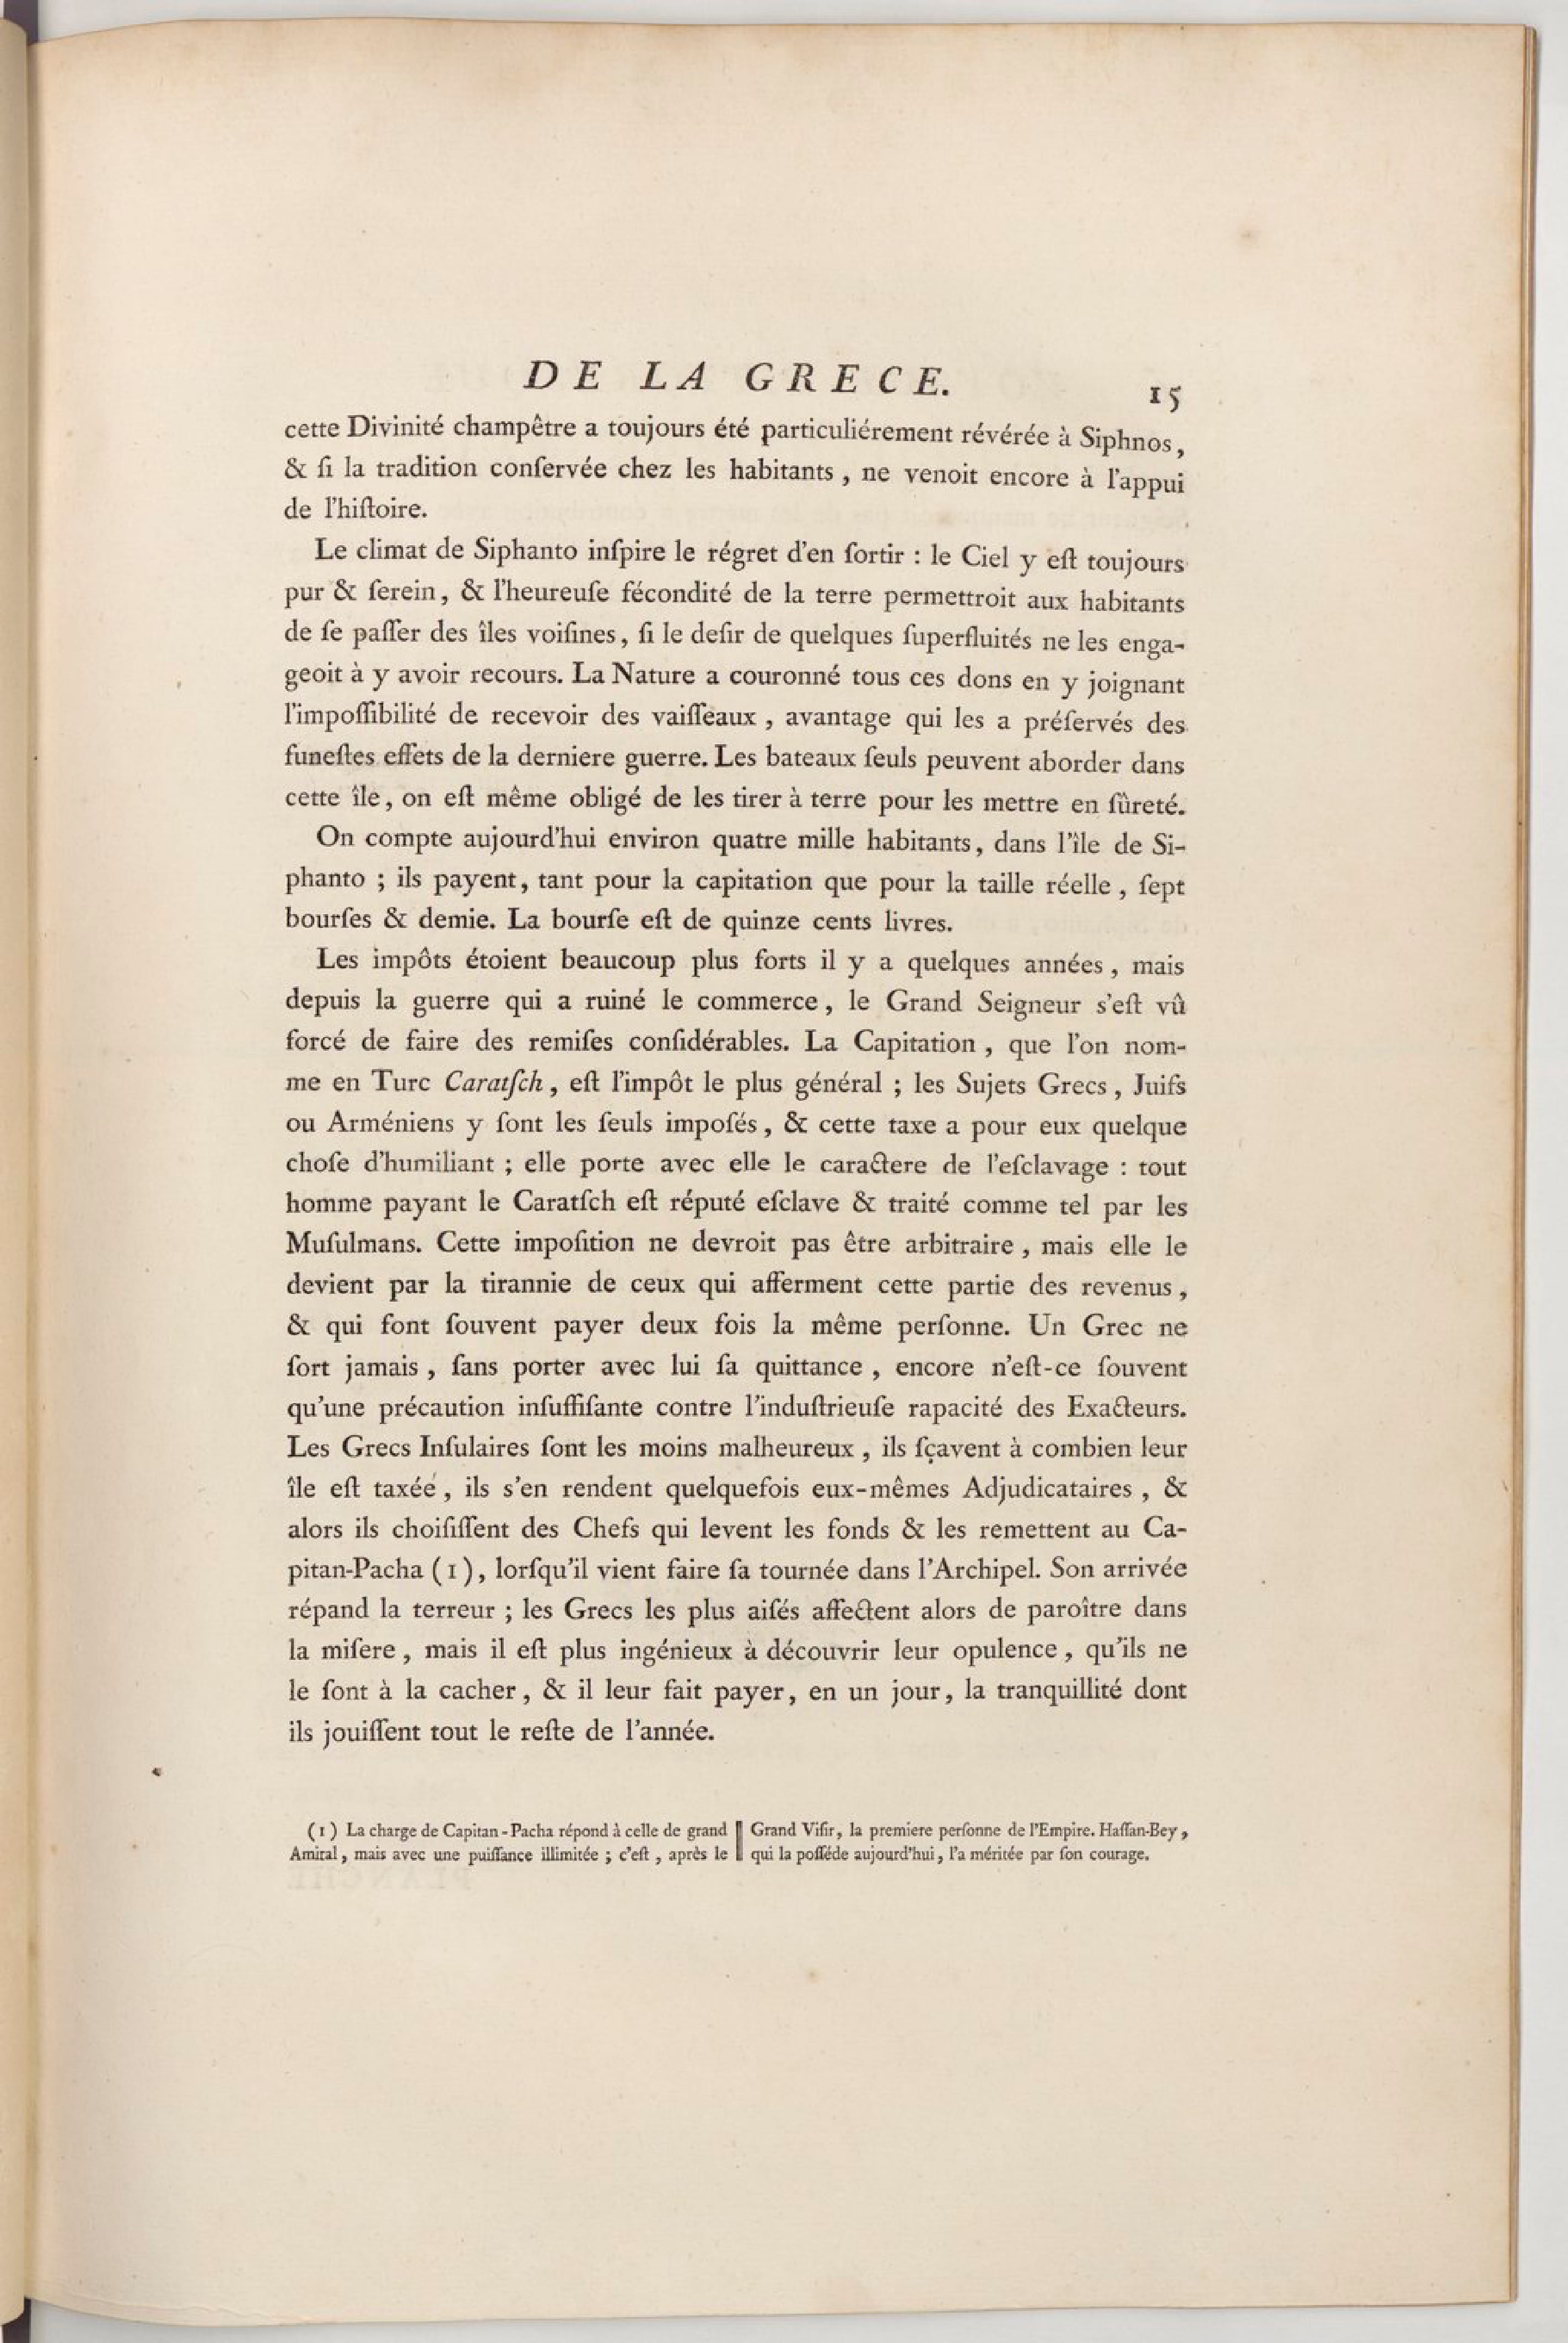 DE LA GRECE.
15
cette Divinité champêtre a toujours été particuliérement révérée à Siphnos,
& ſi la tradition conſervée chez les habitants, ne venoit encore à l'appui
de l'hiſtoire.
Le climat de Siphanto inſpire le régret d'en ſortir : le Ciel y eſt toujours
pur & ſerein, & l'heureuſe fécondité de la terre permettroit aux habitants
de ſe paſſer des îles voiſines, ſi le deſir de quelques ſuperfluités ne les enga-
geoit à y avoir recours. La Nature a couronné tous ces dons en y joignant
l'impoſſibilité de recevoir des vaiſſeaux, avantage qui les a préſervés des
funeſtes effets de la derniere guerre. Les bateaux ſeuls peuvent aborder dans
cette île, on eſt même obligé de les tirer à terre pour les mettre en ſûreté.
On compte aujourd'hui environ quatre mille habitants, dans l'île de Si-
phanto ; ils payent, tant pour la capitation que pour la taille réelle, ſept
bourſes & demie. La bourſe eſt de quinze cents livres.
Les impôts étoient beaucoup plus forts il y a quelques années, mais
depuis la guerre qui a ruiné le commerce, le Grand Seigneur s'eſt vû
forcé de faire des remiſes conſidérables. La Capitation, que l'on nom-
me en Turc Caratſch, eſt l'impôt le plus général ; les Sujets Grecs, Juifs
ou Arméniens y ſont les ſeuls impoſés, & cette taxe a pour eux quelque
choſe d'humiliant ; elle porte avec elle le caractere de l'eſclavage : tout
homme payant le Caratſch eſt réputé eſclave & traité comme tel par les
Muſulmans. Cette impoſition ne devroit pas être arbitraire, mais elle le
devient par la tirannie de ceux qui afferment cette partie des revenus,
& qui font ſouvent payer deux fois la même perſonne. Un Grec ne
ſort jamais, ſans porter avec lui ſa quittance, encore n'eſt-ce ſouvent
qu'une précaution inſuffiſante contre l'induſtrieuſe rapacité des Exacteurs.
Les Grecs Inſulaires ſont les moins malheureux, ils ſçavent à combien leur
île eſt taxéé, ils s'en rendent quelquefois eux-mêmes Adjudicataires, &
alors ils choiſiſſent des Chefs qui levent les fonds & les remettent au Ca-
pitan-Pacha (1), lorſqu'il vient faire ſa tournée dans l'Archipel. Son arrivée
répand la terreur ; les Grecs les plus aiſés affectent alors de paroître dans
la miſere, mais il eſt plus ingénieux à découvrir leur opulence, qu'ils ne
le ſont à la cacher, & il leur fait payer, en un jour, la tranquillité dont
ils jouiſſent tout le reſte de l'année.
(1) La charge de Capitan-Pacha répond à celle de grand
Amiral, mais avec une puiſſance illimitée ; c'eſt, après le
Grand Viſir, la premiere perſonne de l'Empire. Haſſan-Bey,
qui la poſſéde aujourd'hui, l'a méritée par ſon courage.